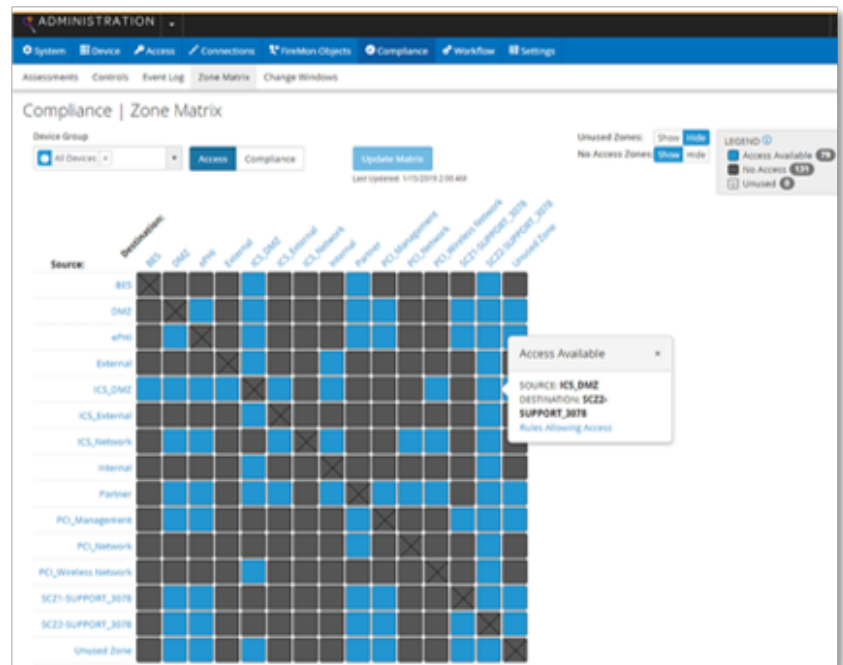 ADMINISTRATION
System Device Access Connections FireMon Objects Compliance Workflow Settings
Assessments Controls Event Log Zone Matrix Change Windows
Compliance | Zone Matrix
Device Group
All Devices ×
Access Compliance
Update Matrix
Last Updated: 1/15/2019 2:00 AM
Unused Zones: Show Hide
No Access Zones: Show Hide
LEGEND
Access Available 79
No Access 131
Unused 0
Destination:
BES
DMZ
ePHI
External
ICS_DMZ
ICS_External
ICS_Network
Internal
Partner
PCI_Management
PCI_Network
PCI_Wireless Network
SCZ1-SUPPORT_3078
SCZ2-SUPPORT_3078
Unused Zone
Source:
BES
DMZ
ePHI
External
ICS_DMZ
ICS_External
ICS_Network
Internal
Partner
PCI_Management
PCI_Network
PCI_Wireless Network
SCZ1-SUPPORT_3078
SCZ2-SUPPORT_3078
Unused Zone
Access Available ×
SOURCE: ICS_DMZ
DESTINATION: SCZ2-
SUPPORT_3078
Rules Allowing Access